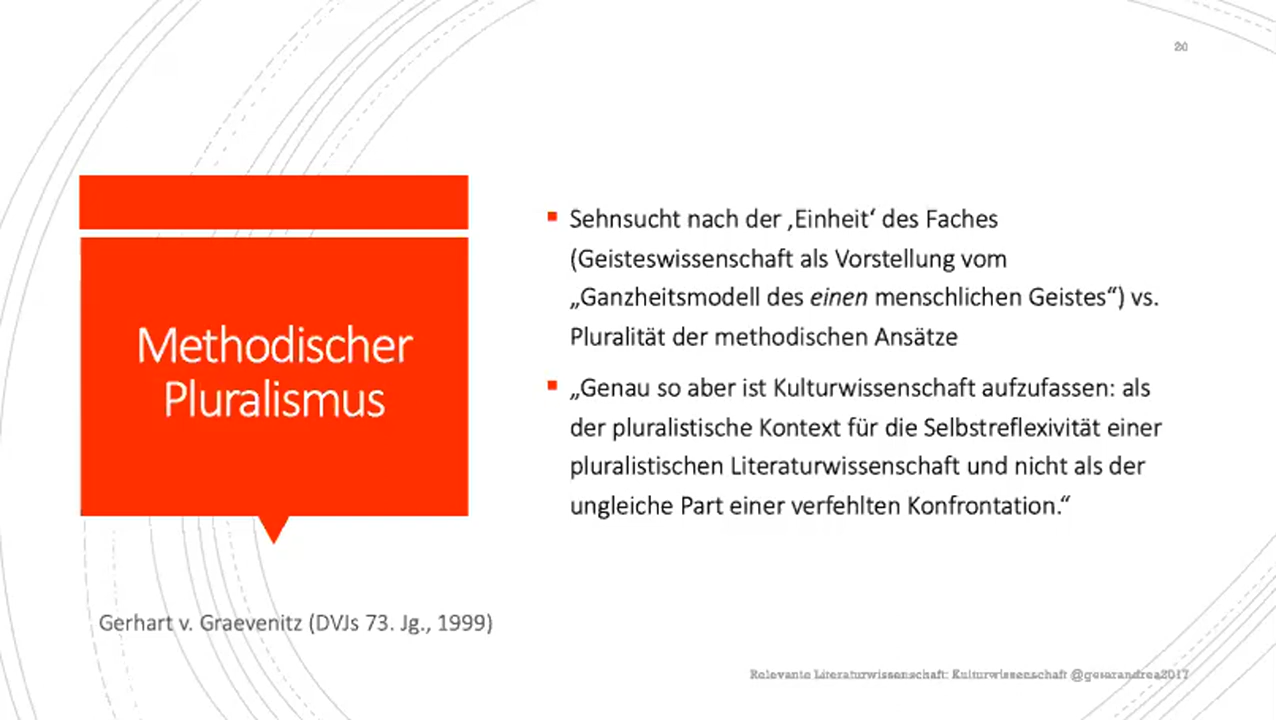 20
Methodischer
Pluralismus
Sehnsucht nach der ‚Einheit‘ des Faches
(Geisteswissenschaft als Vorstellung vom
„Ganzheitsmodell des einen menschlichen Geistes“) vs.
Pluralität der methodischen Ansätze
„Genau so aber ist Kulturwissenschaft aufzufassen: als
der pluralistische Kontext für die Selbstreflexivität einer
pluralistischen Literaturwissenschaft und nicht als der
ungleiche Part einer verfehlten Konfrontation.“
Gerhart v. Graevenitz (DVJs 73. Jg., 1999)
Relevante Literaturwissenschaft: Kulturwissenschaft